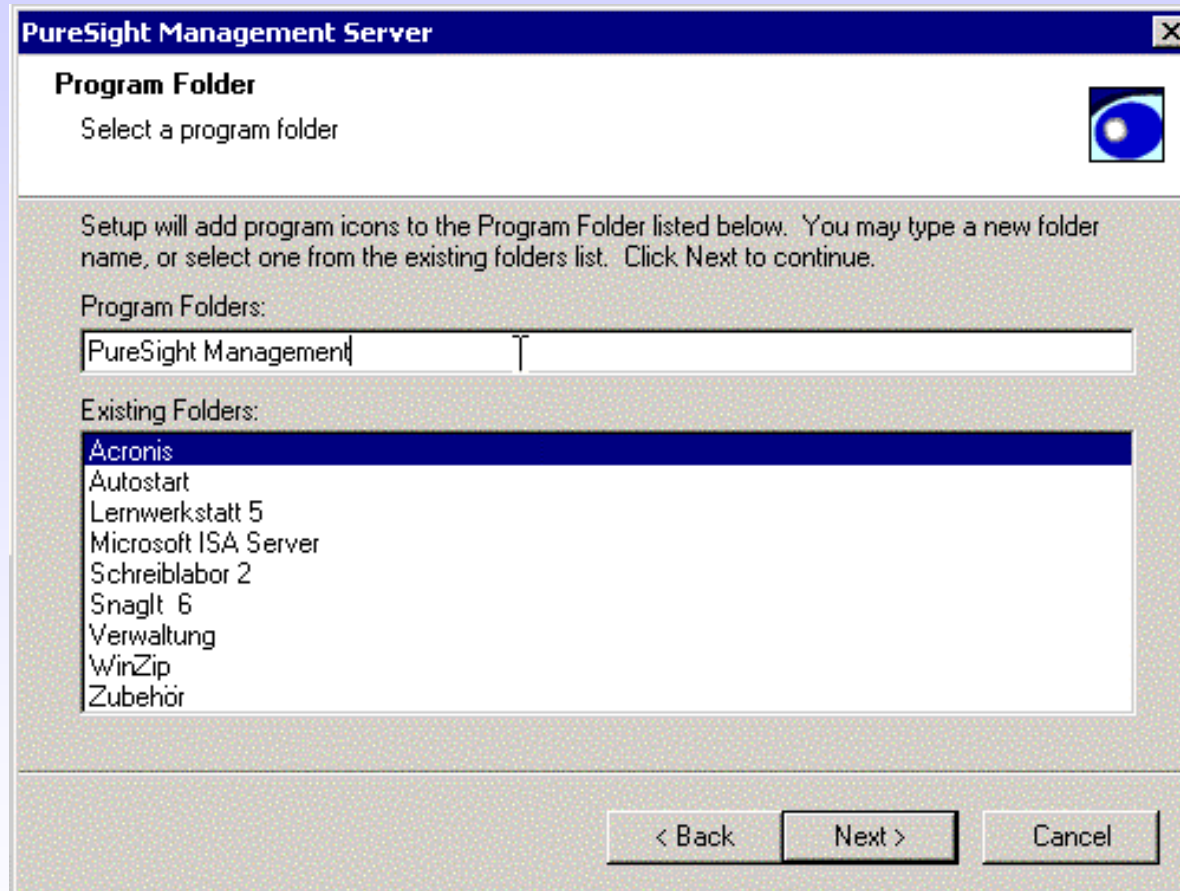 PureSight Management Server
Program Folder
Select a program folder
Setup will add program icons to the Program Folder listed below.  You may type a new folder
name, or select one from the existing folders list.  Click Next to continue.
Program Folders:
PureSight Management
Existing Folders:
Acronis
Autostart
Lernwerkstatt 5
Microsoft ISA Server
Schreiblabor 2
SnagIt  6
Verwaltung
WinZip
Zubehör
< Back
Next >
Cancel